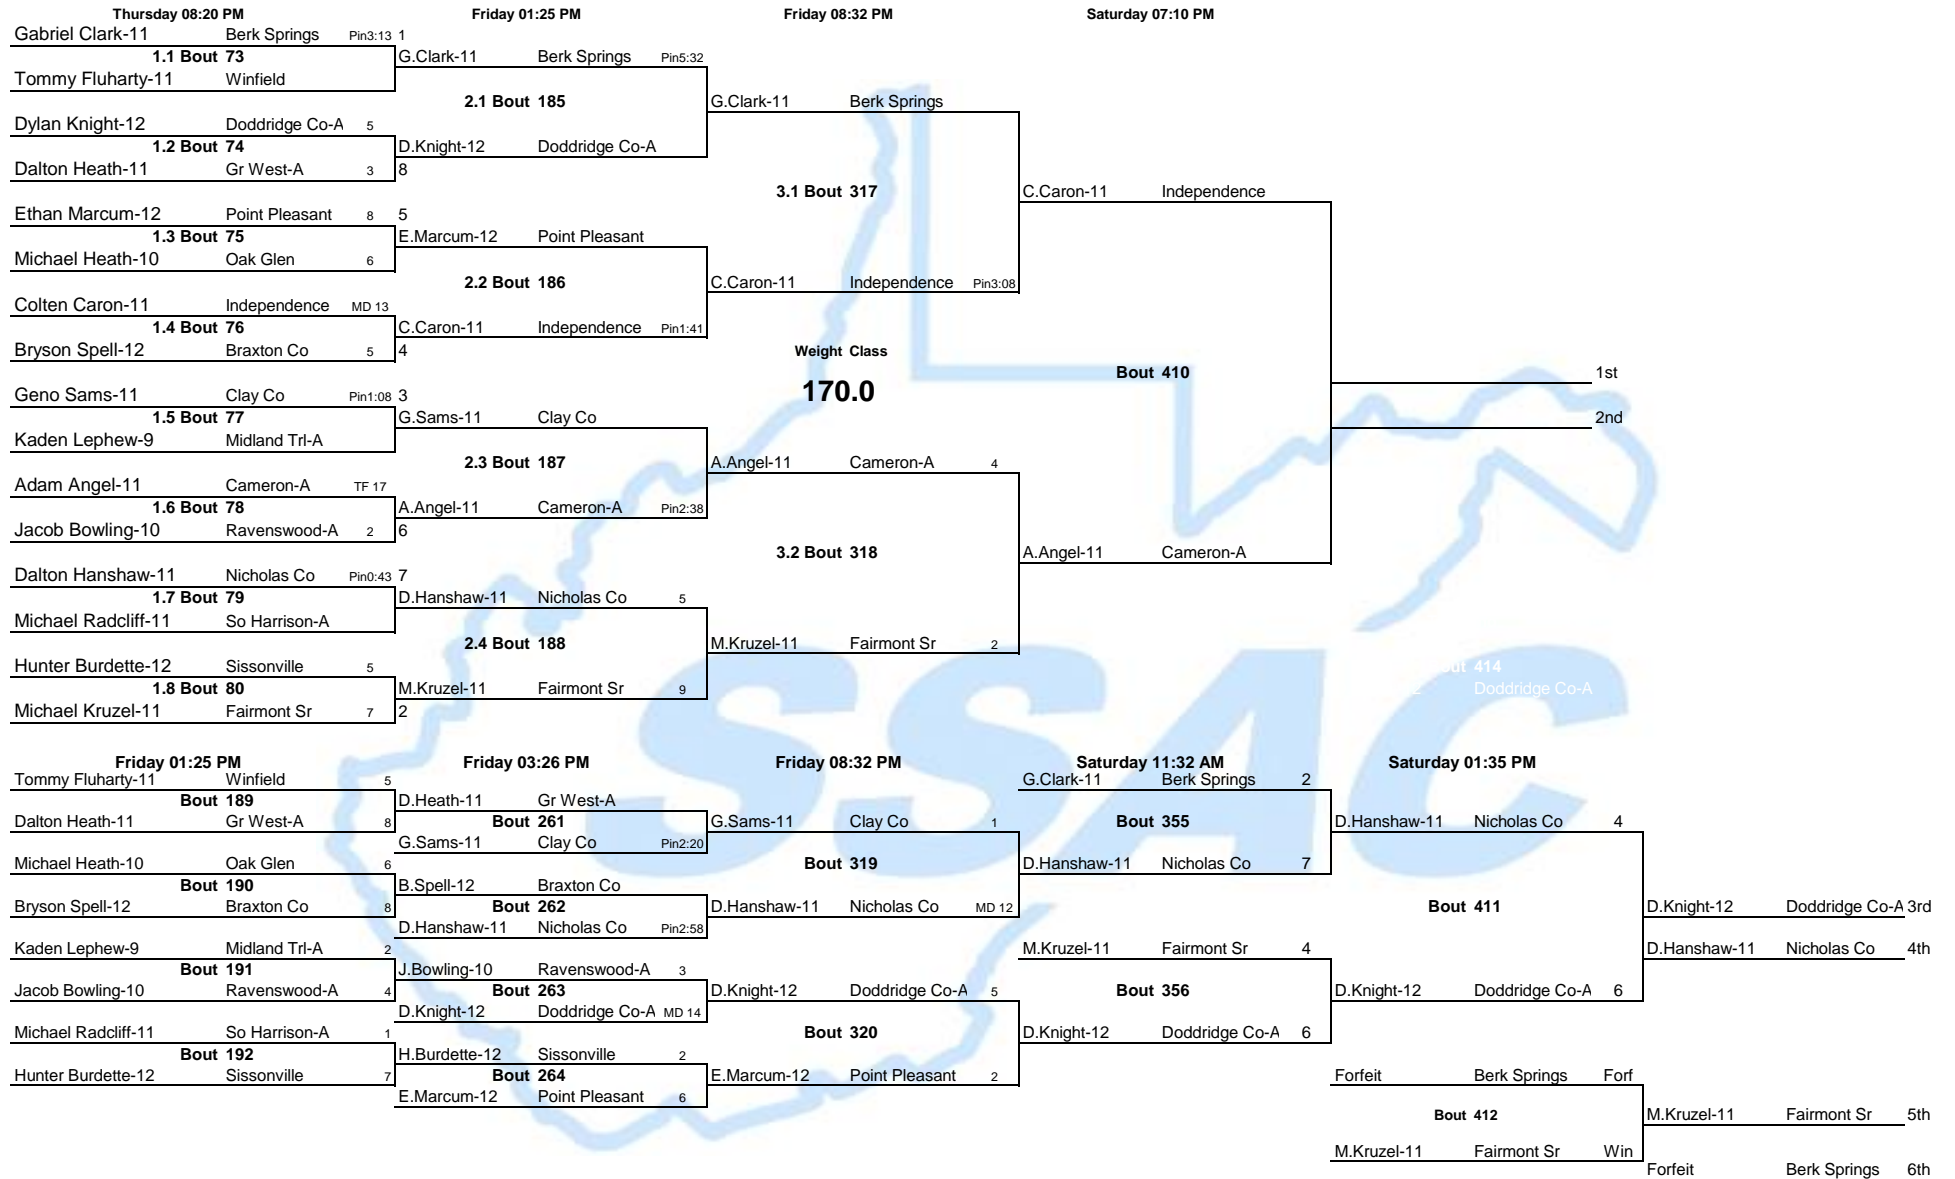 Thursday 08:20 PM Friday 01:25 PM Friday 08:32 PM Saturday 07:10 PM
Gabriel Clark-11 Berk Springs Pin3:13 1
1.1 Bout 73
Tommy Fluharty-11 Winfield
G.Clark-11 Berk Springs Pin5:32
2.1 Bout 185
Dylan Knight-12 Doddridge Co-A 5
1.2 Bout 74
Dalton Heath-11 Gr West-A 3 8
D.Knight-12 Doddridge Co-A
G.Clark-11 Berk Springs
3.1 Bout 317
Ethan Marcum-12 Point Pleasant 8 5
1.3 Bout 75
Michael Heath-10 Oak Glen 6
E.Marcum-12 Point Pleasant
2.2 Bout 186
Colten Caron-11 Independence MD 13
1.4 Bout 76
Bryson Spell-12 Braxton Co 5 4
C.Caron-11 Independence Pin1:41
C.Caron-11 Independence Pin3:08
C.Caron-11 Independence
Weight Class
170.0
Bout 410
1st
2nd
Geno Sams-11 Clay Co Pin1:08 3
1.5 Bout 77
Kaden Lephew-9 Midland Trl-A
G.Sams-11 Clay Co
2.3 Bout 187
Adam Angel-11 Cameron-A TF 17
1.6 Bout 78
Jacob Bowling-10 Ravenswood-A 2 6
A.Angel-11 Cameron-A Pin2:38
A.Angel-11 Cameron-A 4
3.2 Bout 318
A.Angel-11 Cameron-A
Dalton Hanshaw-11 Nicholas Co Pin0:43 7
1.7 Bout 79
Michael Radcliff-11 So Harrison-A
D.Hanshaw-11 Nicholas Co 5
2.4 Bout 188
Hunter Burdette-12 Sissonville 5
1.8 Bout 80
Michael Kruzel-11 Fairmont Sr 7 2
M.Kruzel-11 Fairmont Sr 9
M.Kruzel-11 Fairmont Sr 2
414
Doddridge Co-A
SSAC
Friday 01:25 PM Friday 03:26 PM Friday 08:32 PM Saturday 11:32 AM Saturday 01:35 PM
Tommy Fluharty-11 Winfield 5
Bout 189
Dalton Heath-11 Gr West-A 8
D.Heath-11 Gr West-A
Bout 261
G.Sams-11 Clay Co Pin2:20
Michael Heath-10 Oak Glen 6
Bout 190
Bryson Spell-12 Braxton Co 8
B.Spell-12 Braxton Co
Bout 262
D.Hanshaw-11 Nicholas Co Pin2:58
Kaden Lephew-9 Midland Trl-A 2
Bout 191
Jacob Bowling-10 Ravenswood-A 4
J.Bowling-10 Ravenswood-A 3
Bout 263
D.Knight-12 Doddridge Co-A MD 14
Michael Radcliff-11 So Harrison-A 1
Bout 192
Hunter Burdette-12 Sissonville 7
H.Burdette-12 Sissonville 2
Bout 264
E.Marcum-12 Point Pleasant 6
G.Sams-11 Clay Co 1
Bout 319
D.Hanshaw-11 Nicholas Co MD 12
D.Knight-12 Doddridge Co-A 5
Bout 320
E.Marcum-12 Point Pleasant 2
G.Clark-11 Berk Springs 2
Bout 355
D.Hanshaw-11 Nicholas Co 7
M.Kruzel-11 Fairmont Sr 4
Bout 356
D.Knight-12 Doddridge Co-A 6
D.Hanshaw-11 Nicholas Co 4
Bout 411
D.Knight-12 Doddridge Co-A 6
D.Knight-12 Doddridge Co-A 3rd
D.Hanshaw-11 Nicholas Co 4th
Forfeit Berk Springs Forf
Bout 412
M.Kruzel-11 Fairmont Sr Win
M.Kruzel-11 Fairmont Sr 5th
Forfeit Berk Springs 6th